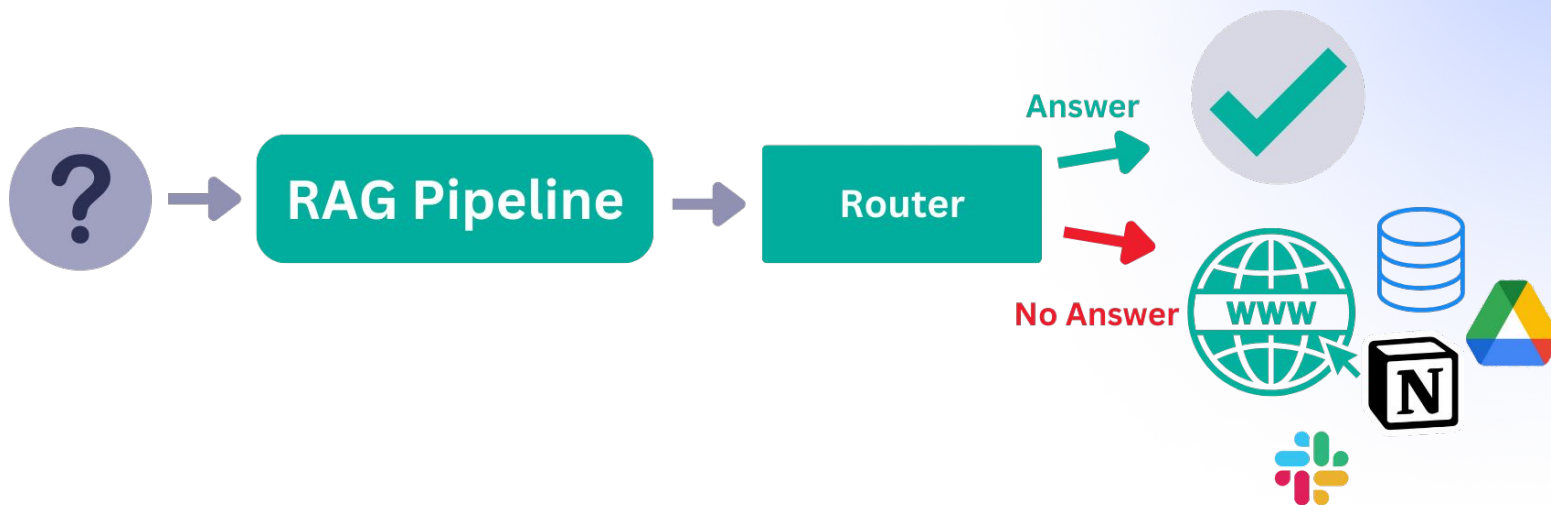 ?
RAG Pipeline
Router
Answer
No Answer
WWW
N